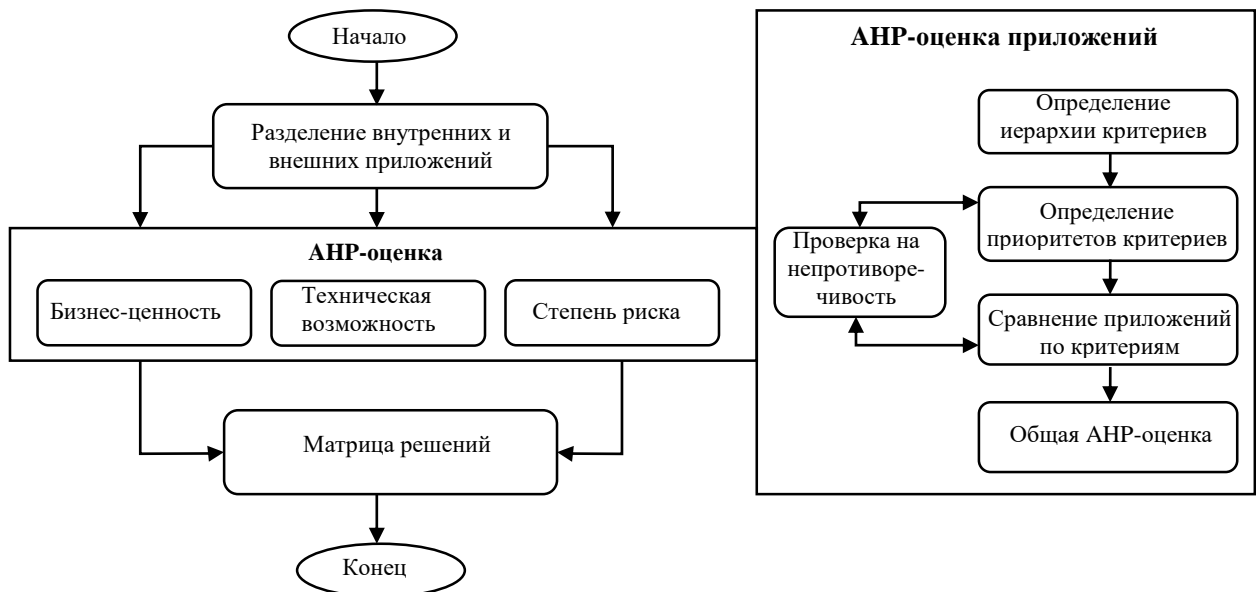 Начало
Разделение внутренних и
внешних приложений
АНР-оценка
Бизнес-ценность
Техническая
возможность
Степень риска
Матрица решений
Конец
АНР-оценка приложений
Определение
иерархии критериев
Определение
приоритетов критериев
Проверка на
непротиворе-
чивость
Сравнение приложений
по критериям
Общая АНР-оценка